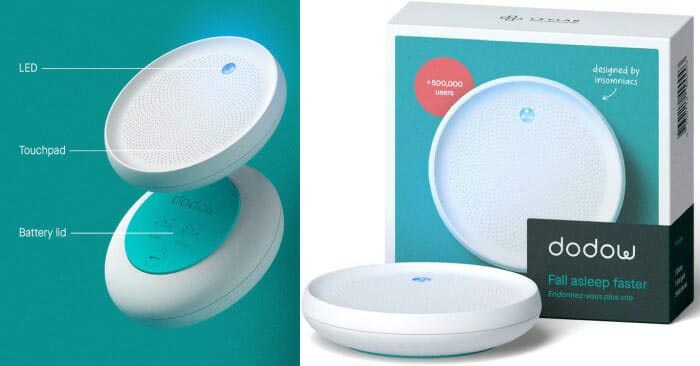 LED
Touchpad
Battery lid
dodow
LIVLAB
+500,000
users
designed by
insomniacs
dodow
Fall asleep faster
Endormez-vous plus vite